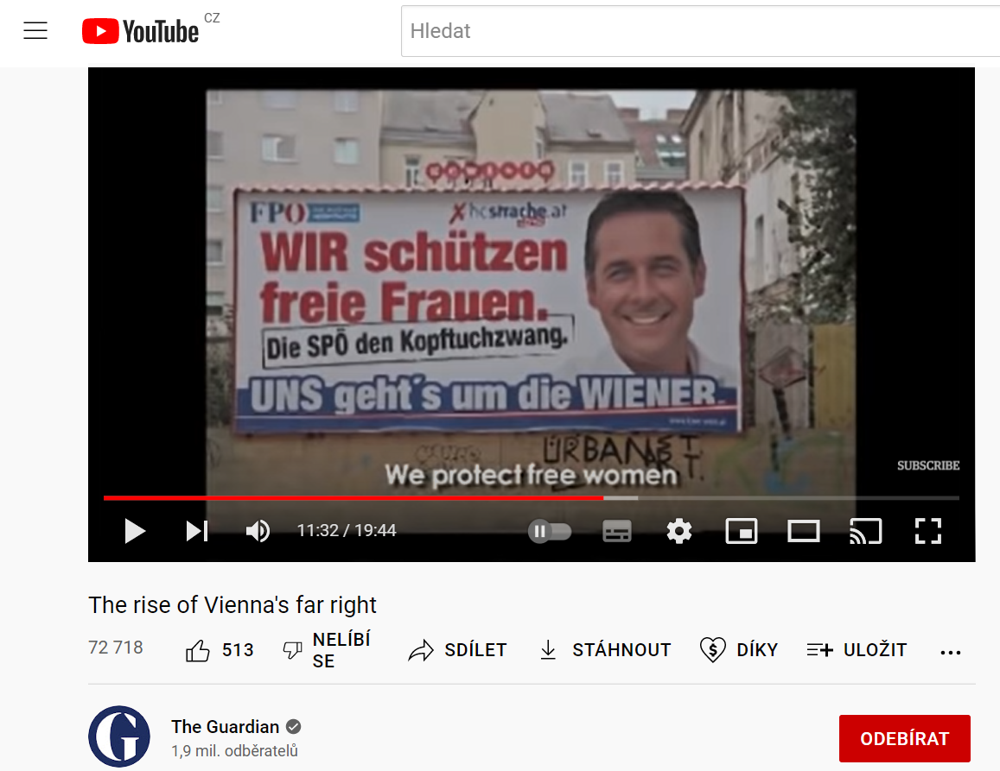 YouTube CZ
Hledat
FPÖ
hcstrache.at
WIR schützen
freie Frauen.
Die SPÖ den Kopftuchzwang.
UNS geht´s um die WIENER.
URBAN
We protect free women
SUBSCRIBE
11:32 / 19:44
The rise of Vienna's far right
72 718
513
NELÍBÍ
SE
SDÍLET
STÁHNOUT
DÍKY
ULOŽIT
The Guardian
1,9 mil. odběratelů
ODEBÍRAT